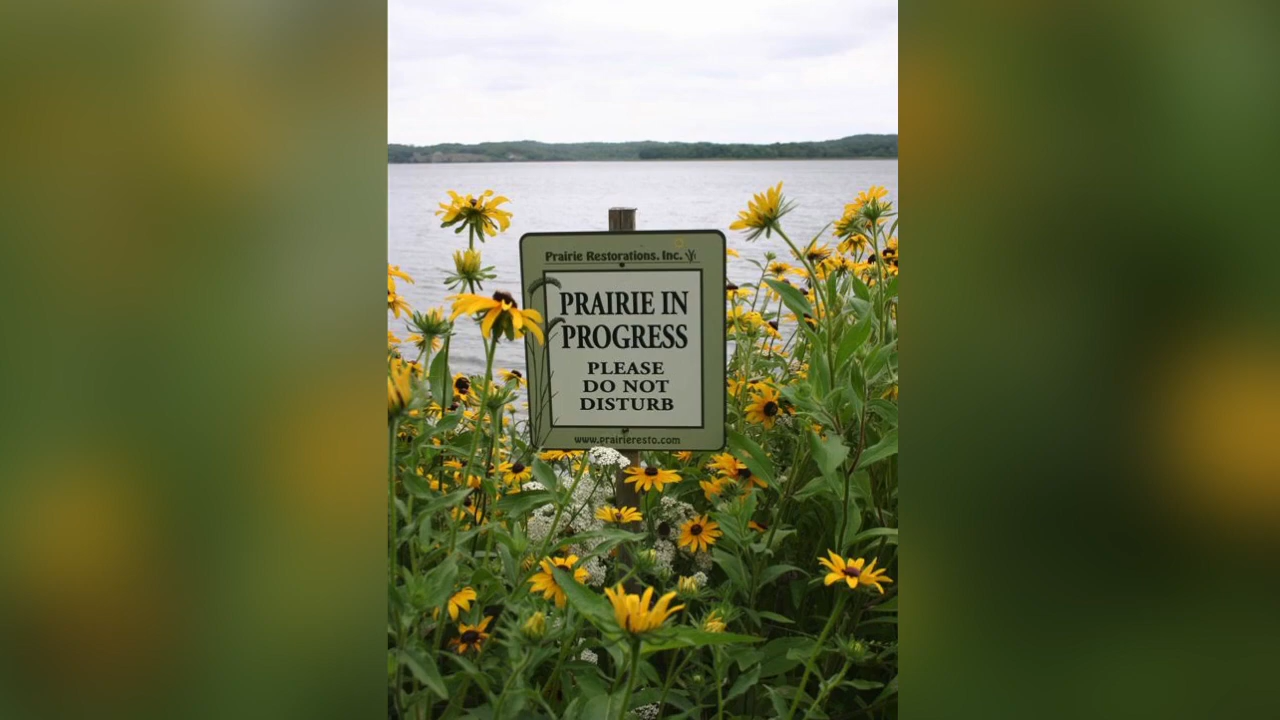 Prairie Restorations, Inc.
PRAIRIE IN
PROGRESS
PLEASE
DO NOT
DISTURB
www.prairieresto.com